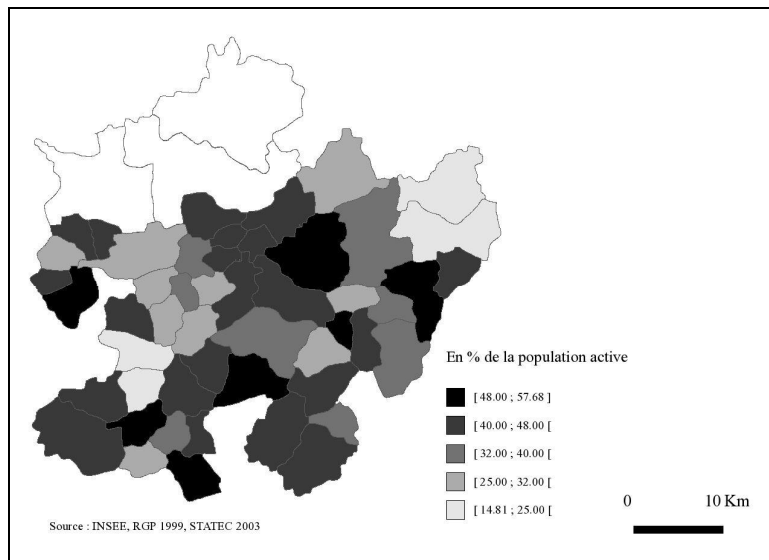 En % de la population active
[ 48.00 ; 57.68 ]
[ 40.00 ; 48.00 [
[ 32.00 ; 40.00 [
[ 25.00 ; 32.00 [
[ 14.81 ; 25.00 [
0 10 Km
Source : INSEE, RGP 1999, STATEC 2003